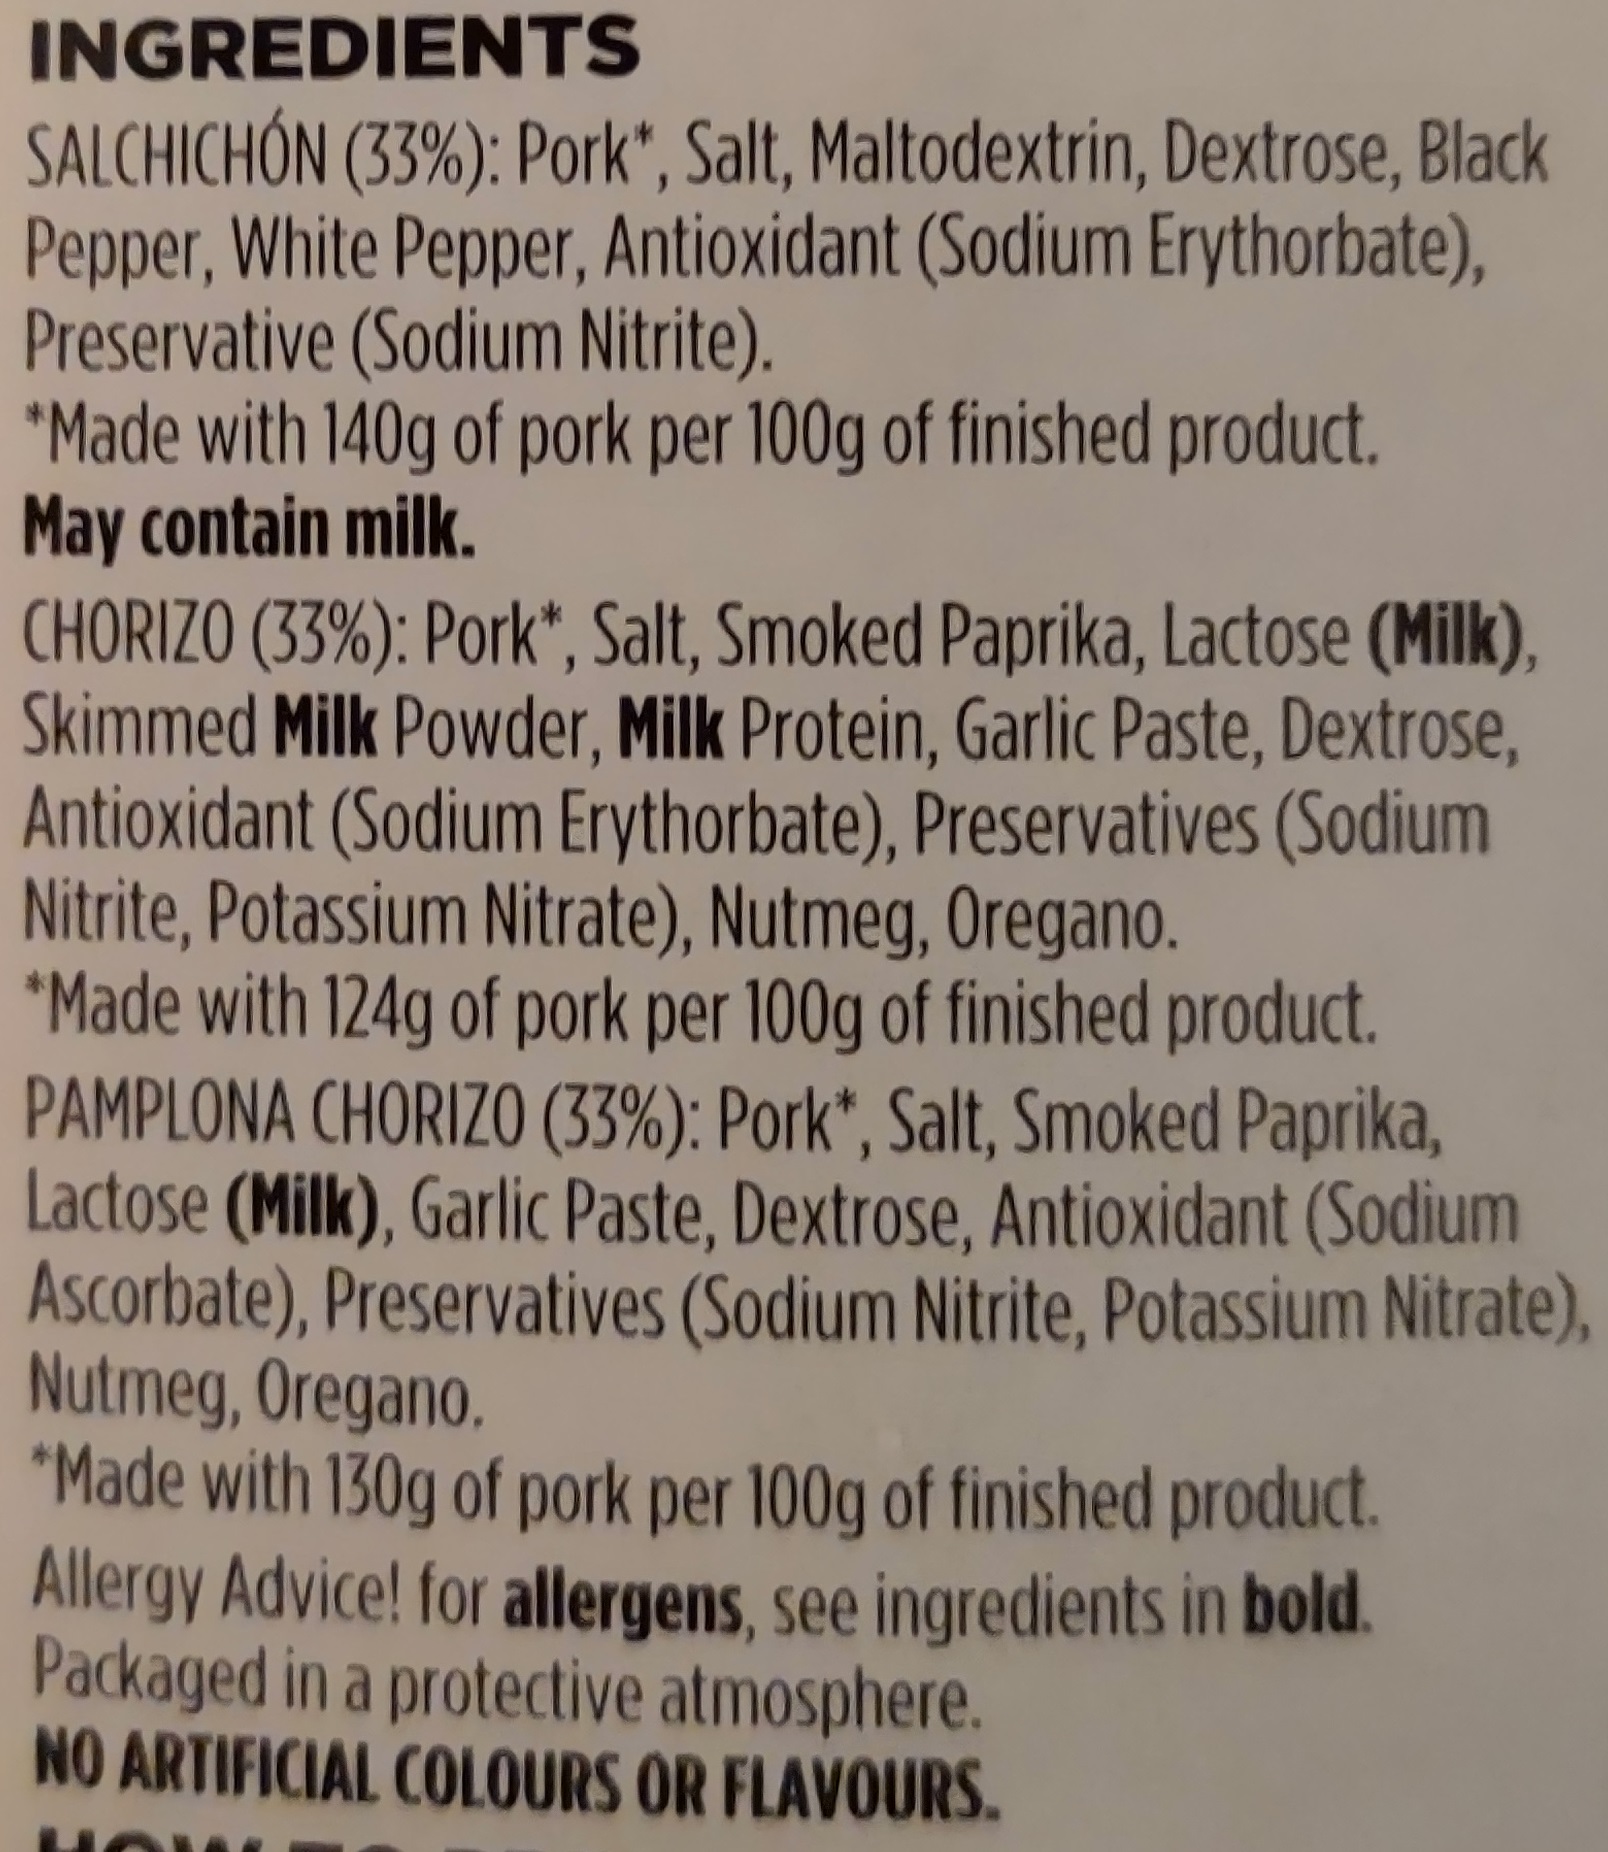 INGREDIENTS
SALCHICHÓN (33%): Pork*, Salt, Maltodextrin, Dextrose, Black
Pepper, White Pepper, Antioxidant (Sodium Erythorbate),
Preservative (Sodium Nitrite).
*Made with 140g of pork per 100g of finished product.
May contain milk.
CHORIZO (33%): Pork*, Salt, Smoked Paprika, Lactose (Milk),
Skimmed Milk Powder, Milk Protein, Garlic Paste, Dextrose,
Antioxidant (Sodium Erythorbate), Preservatives (Sodium
Nitrite, Potassium Nitrate), Nutmeg, Oregano.
*Made with 124g of pork per 100g of finished product.
PAMPLONA CHORIZO (33%): Pork*, Salt, Smoked Paprika,
Lactose (Milk), Garlic Paste, Dextrose, Antioxidant (Sodium
Ascorbate), Preservatives (Sodium Nitrite, Potassium Nitrate),
Nutmeg, Oregano.
*Made with 130g of pork per 100g of finished product.
Allergy Advice! for allergens, see ingredients in bold.
Packaged in a protective atmosphere.
NO ARTIFICIAL COLOURS OR FLAVOURS.
HOW TO